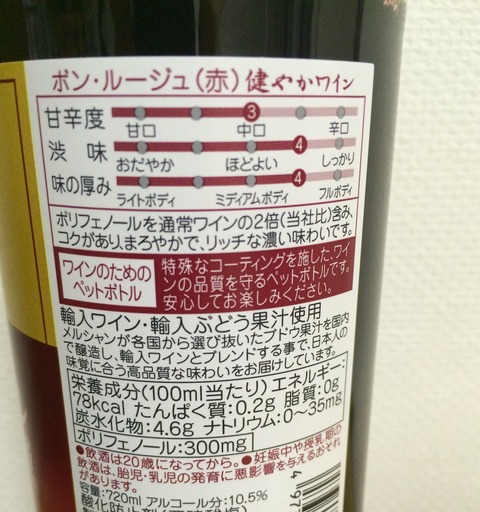 ボン・ルージュ(赤) 健やかワイン
甘辛度 3
甘口 中口 辛口
渋味 4
おだやか ほどよい しっかり
味の厚み 4
ライトボディ ミディアムボディ フルボディ
ポリフェノールを通常ワインの2倍(当社比)含み、
コクがあり、まろやかで、リッチな濃い味わいです。
ワインのための
ペットボトル
特殊なコーティングを施した、ワイ
ンの品質を守るペットボトルです。
安心してお楽しみください。
輸入ワイン・輸入ぶどう果汁使用
メルシャンが各国から選び抜いたブドウ果汁を国内
で醸造し、輸入ワインとブレンドする事で、日本人の
味覚に合う高品質な味わいをお届けしています。
栄養成分(100ml当たり) エネルギー:
78kcal たんぱく質:0.2g 脂質:0g
炭水化物:4.6g ナトリウム:0〜35mg
ポリフェノール:300mg
●飲酒は20歳になってから。●妊娠中や授乳期の
飲酒は、胎児・乳児の発育に悪影響を与えるおそれ
があります。
容量:720ml アルコール分:10.5%
4 97